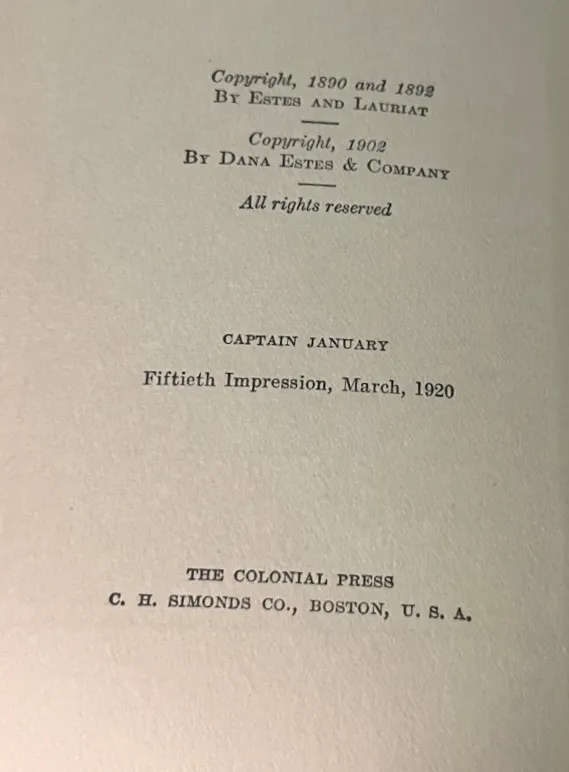 Copyright, 1890 and 1892
By Estes and Lauriat
Copyright, 1902
By Dana Estes & Company
All rights reserved
CAPTAIN JANUARY
Fiftieth Impression, March, 1920
THE COLONIAL PRESS
C. H. SIMONDS CO., BOSTON, U. S. A.